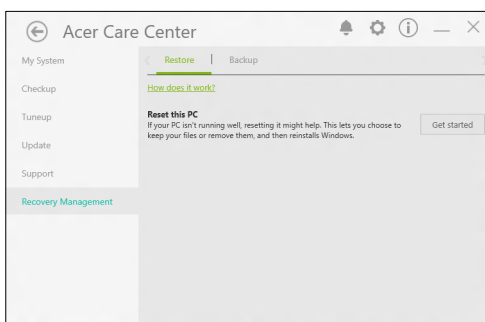 Acer Care Center
My System
Restore
Backup
Checkup
How does it work?
Reset this PC
If your PC isn't running well, resetting it might help. This lets you choose to
keep your files or remove them, and then reinstalls Windows.
Get started
Tuneup
Update
Support
Recovery Management